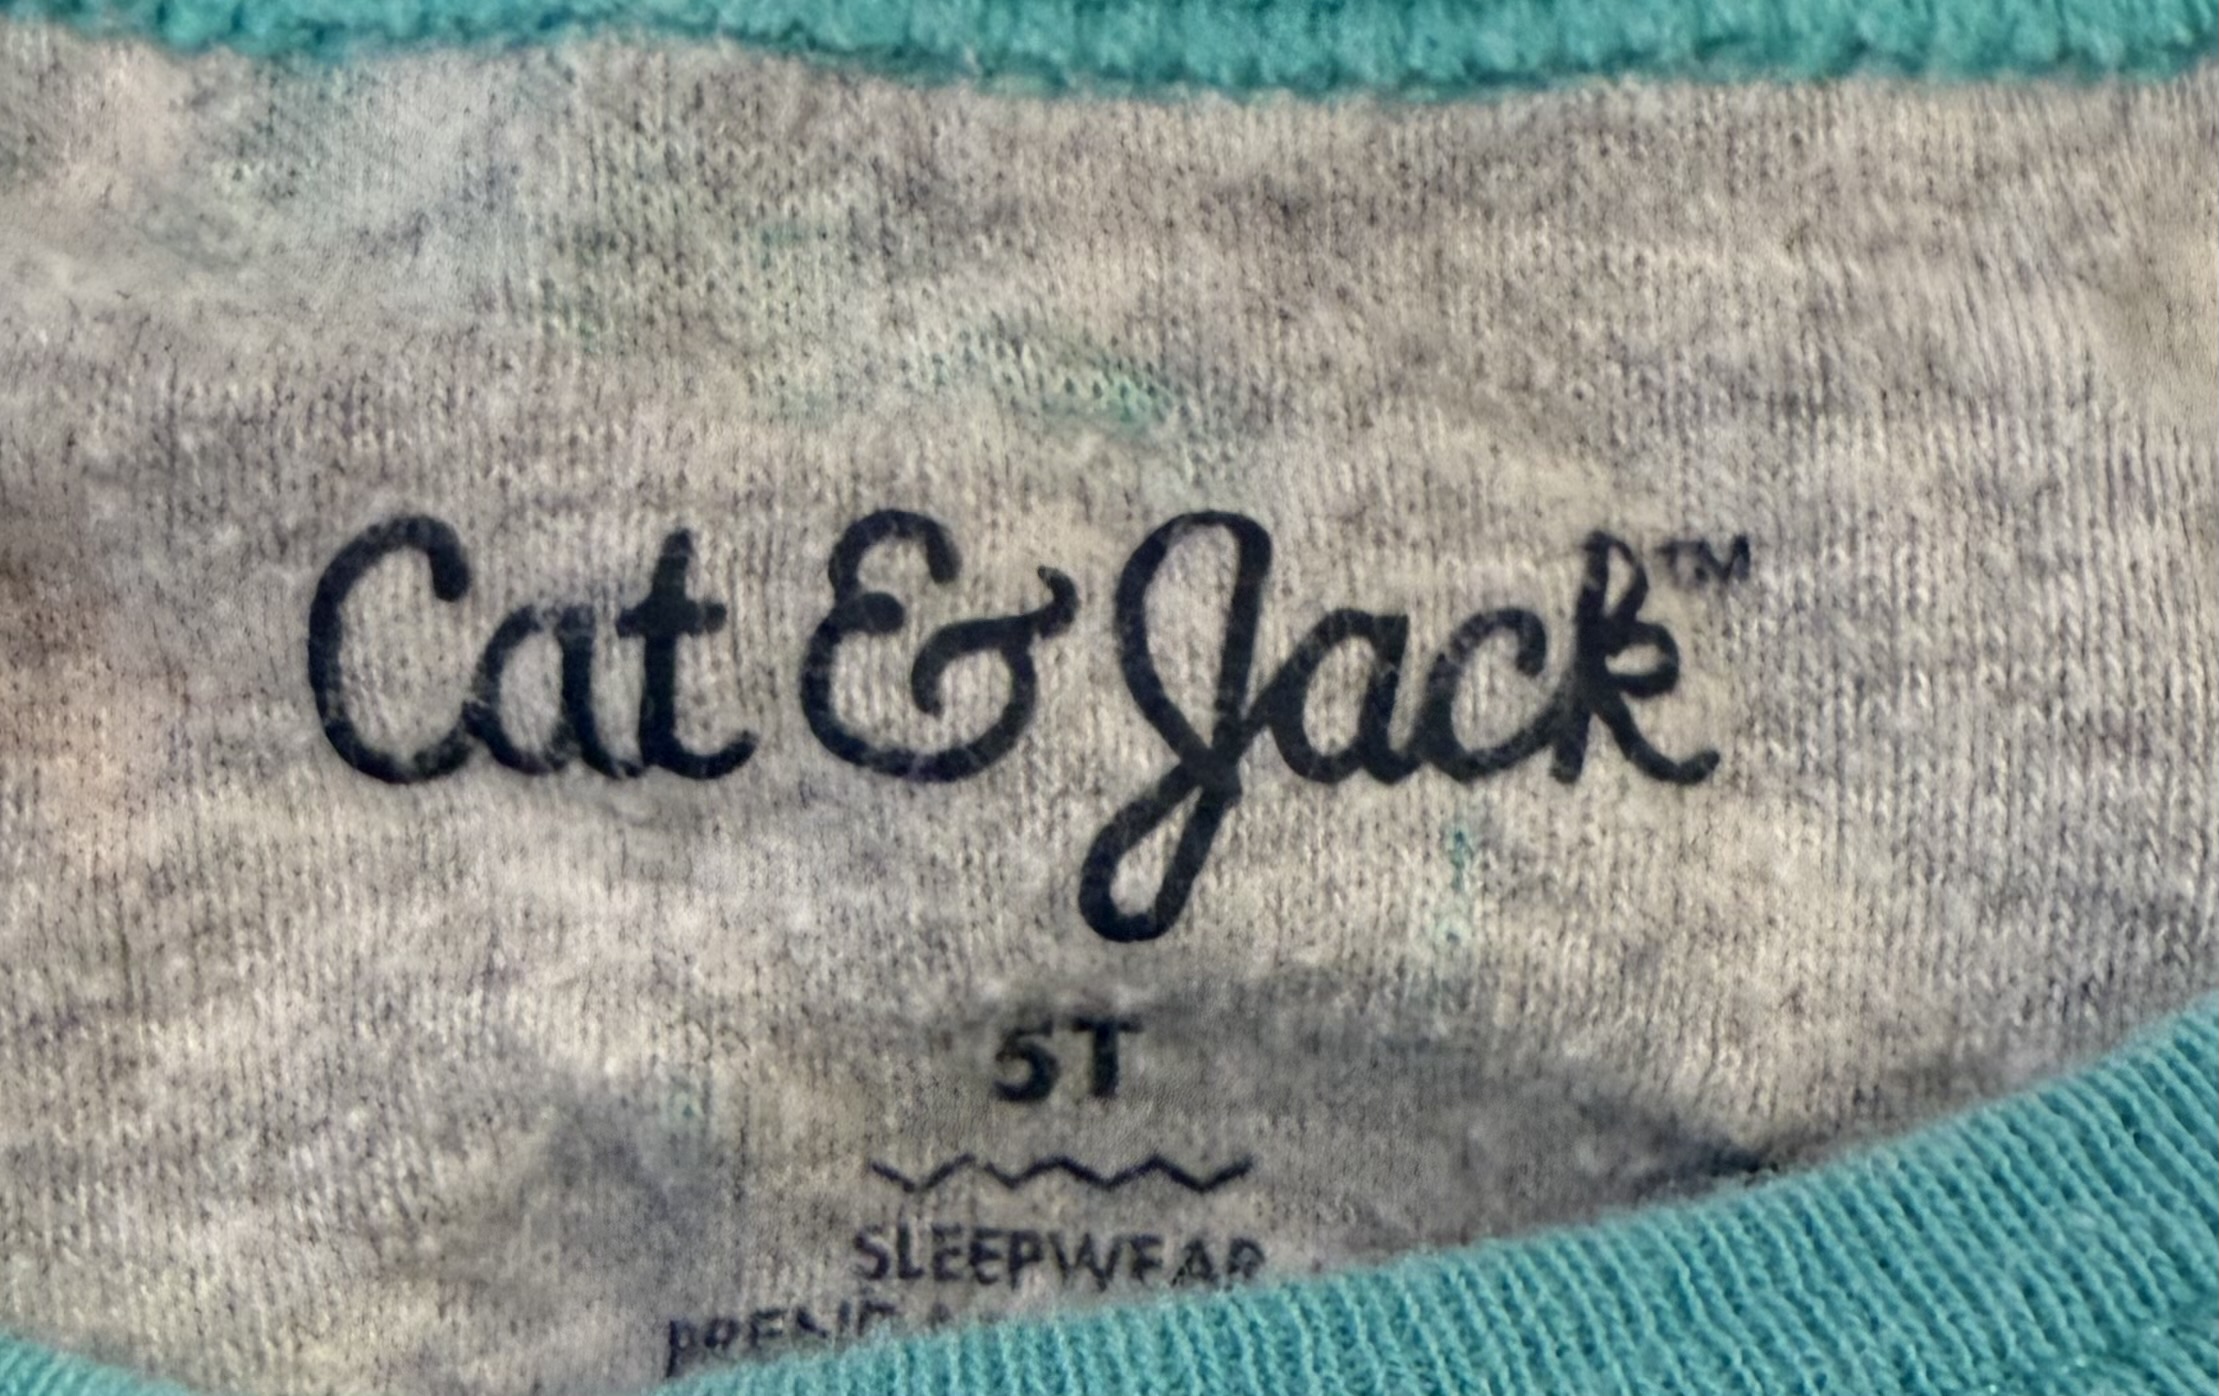 Cat & Jack™
5T
SLEEPWEAR